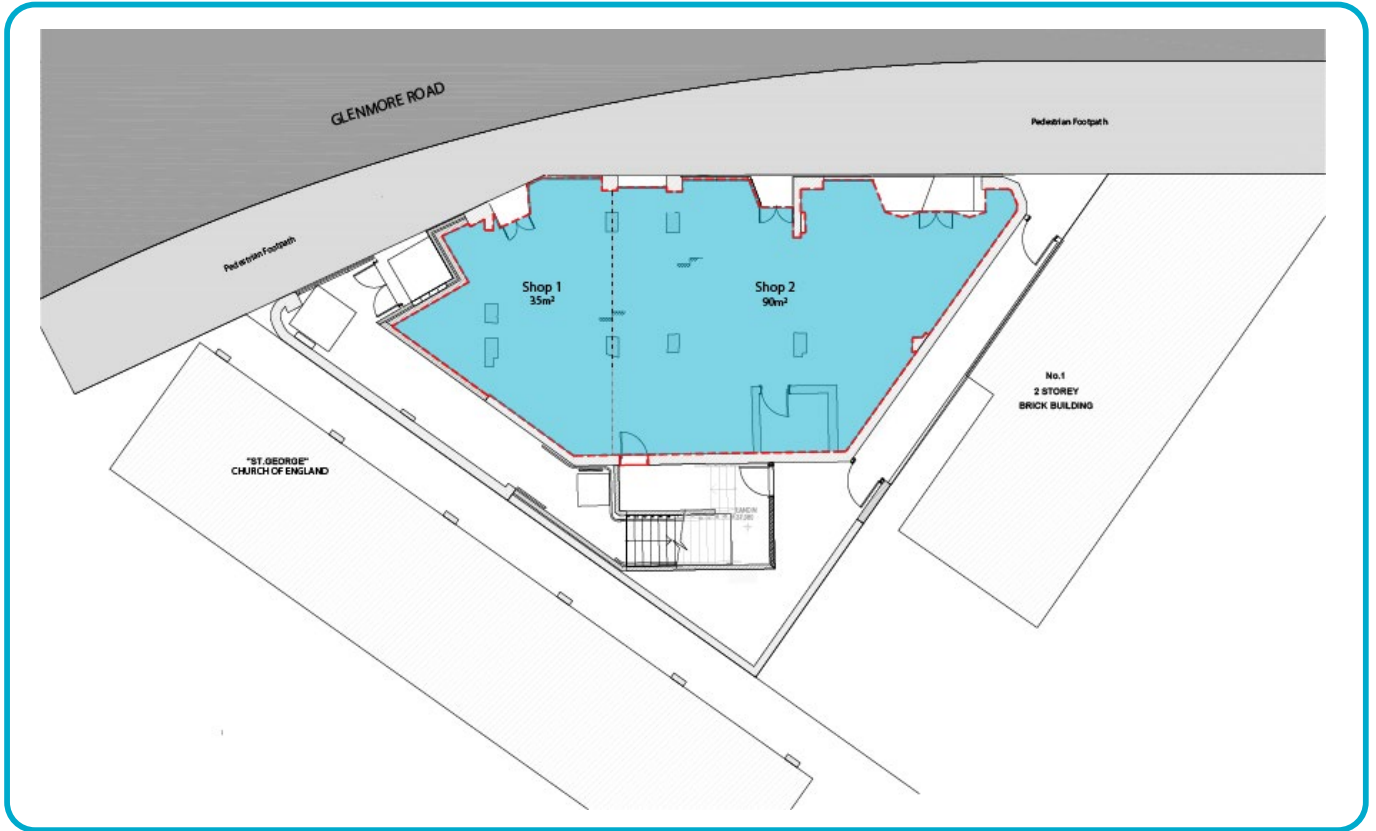 GLENMORE ROAD
Pedestrian Footpath
Pedestrian Footpath
Shop 1
35m²
Shop 2
90m²
No.1
2 STOREY
BRICK BUILDING
"ST.GEORGE"
CHURCH OF ENGLAND